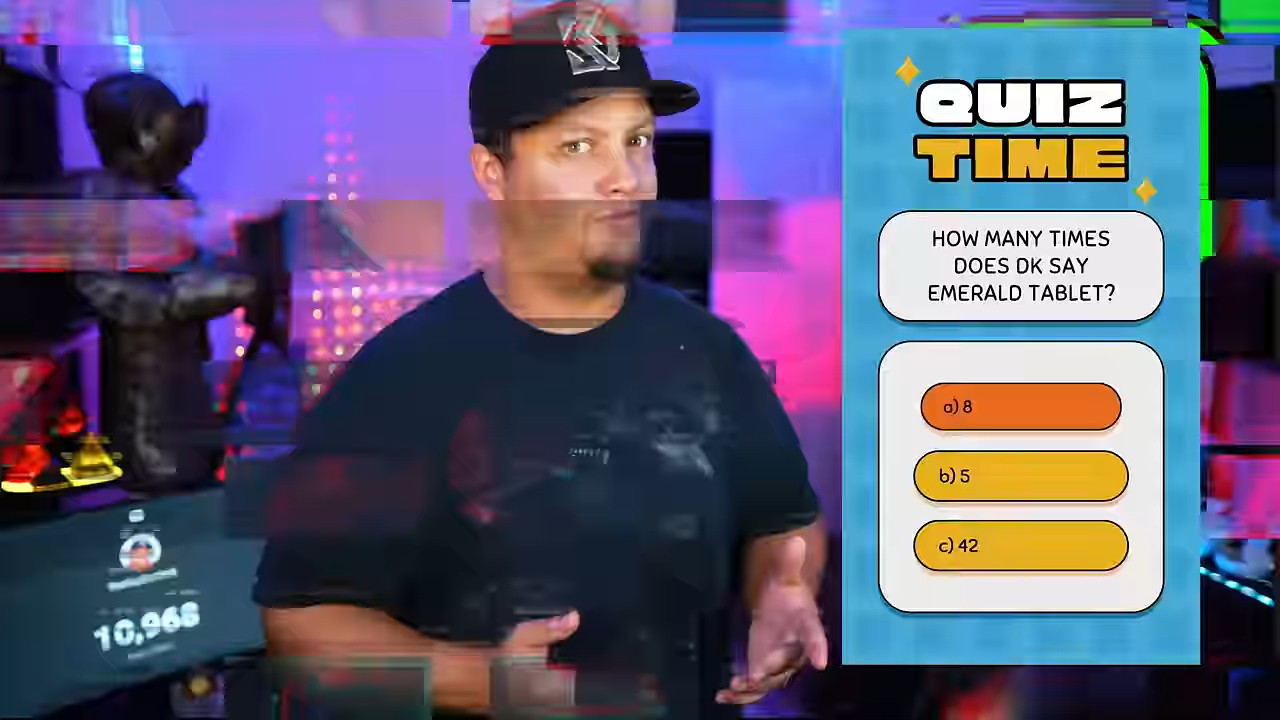 QUIZ
TIME
HOW MANY TIMES
DOES DK SAY
EMERALD TABLET?
a) 8
b) 5
c) 42
10,968